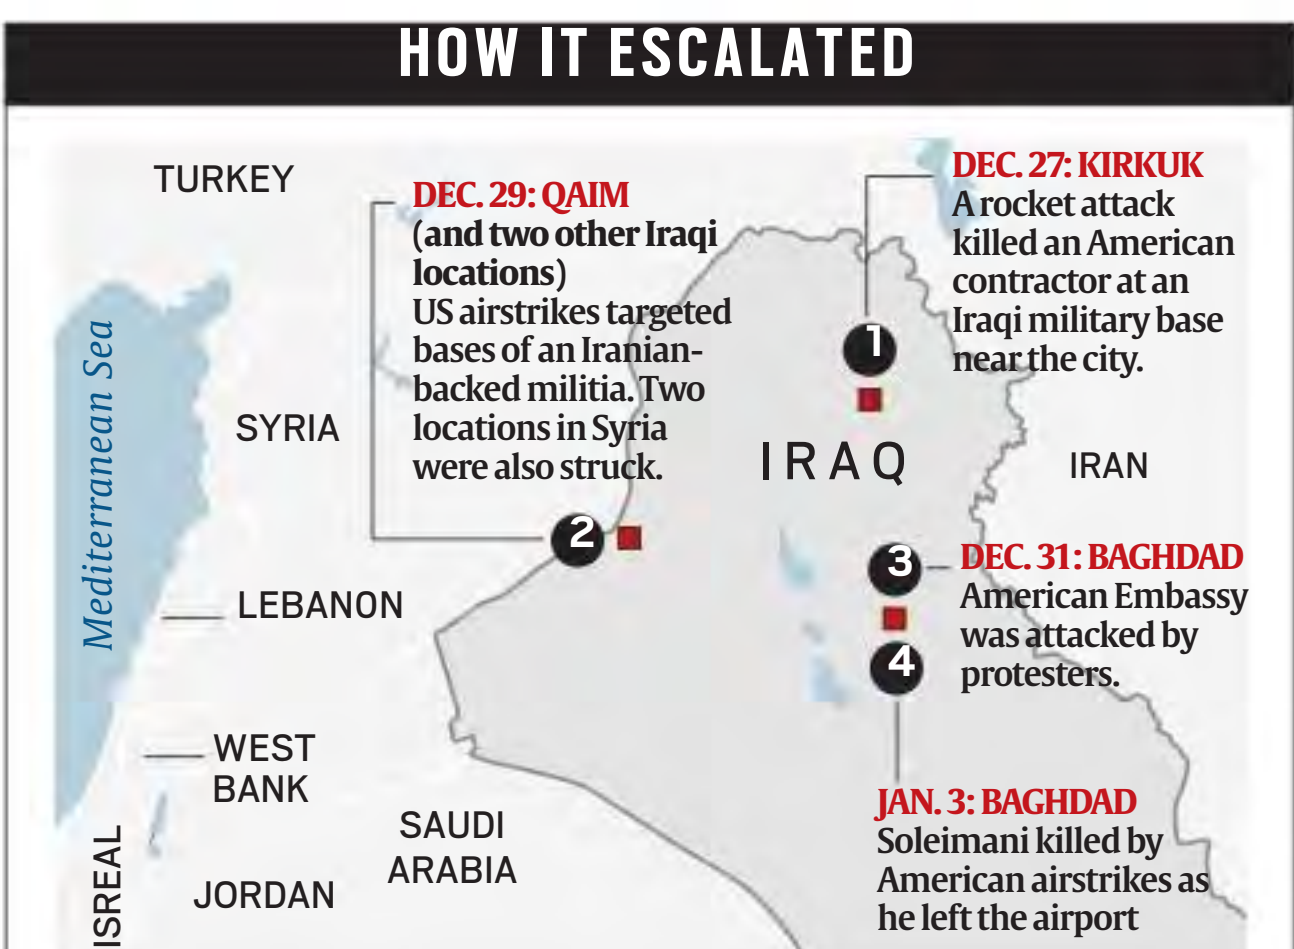 HOW IT ESCALATED
TURKEY
DEC. 29: QAIM
(and two other Iraqi
locations)
US airstrikes targeted
bases of an Iranian-
backed militia. Two
locations in Syria
were also struck.
DEC. 27: KIRKUK
A rocket attack
killed an American
contractor at an
Iraqi military base
near the city.
1
Mediterranean Sea
SYRIA
IRAQ
IRAN
2
3
DEC. 31: BAGHDAD
American Embassy
was attacked by
protesters.
LEBANON
4
WEST
BANK
JAN. 3: BAGHDAD
Soleimani killed by
American airstrikes as
he left the airport
SAUDI
ARABIA
ISREAL
JORDAN